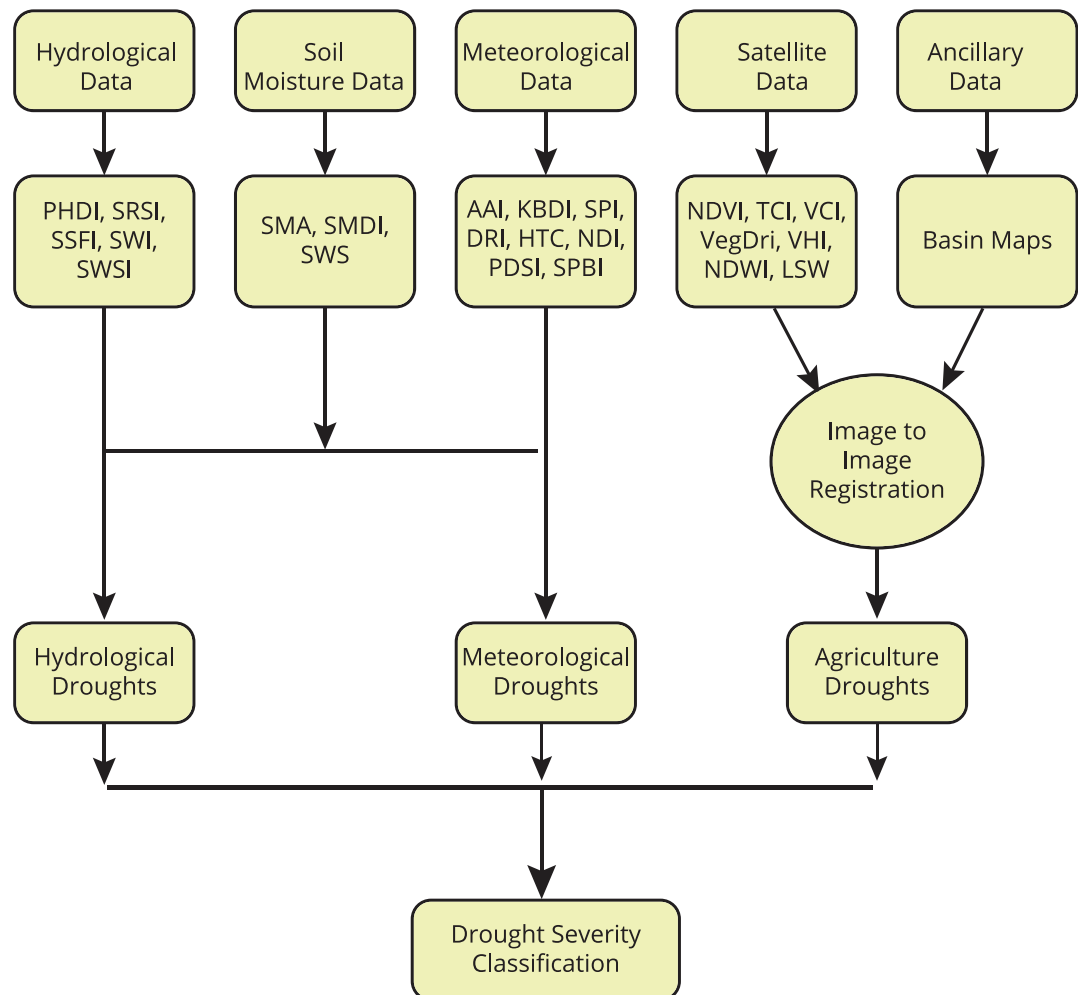 Hydrological
Data
Soil
Moisture Data
Meteorological
Data
Satellite
Data
Ancillary
Data
PHDI, SRSI,
SSFI, SWI,
SWSI
SMA, SMDI,
SWS
AAI, KBDI, SPI,
DRI, HTC, NDI,
PDSI, SPBI
NDVI, TCI, VCI,
VegDri, VHI,
NDWI, LSW
Basin Maps
Image to
Image
Registration
Hydrological
Droughts
Meteorological
Droughts
Agriculture
Droughts
Drought Severity
Classification